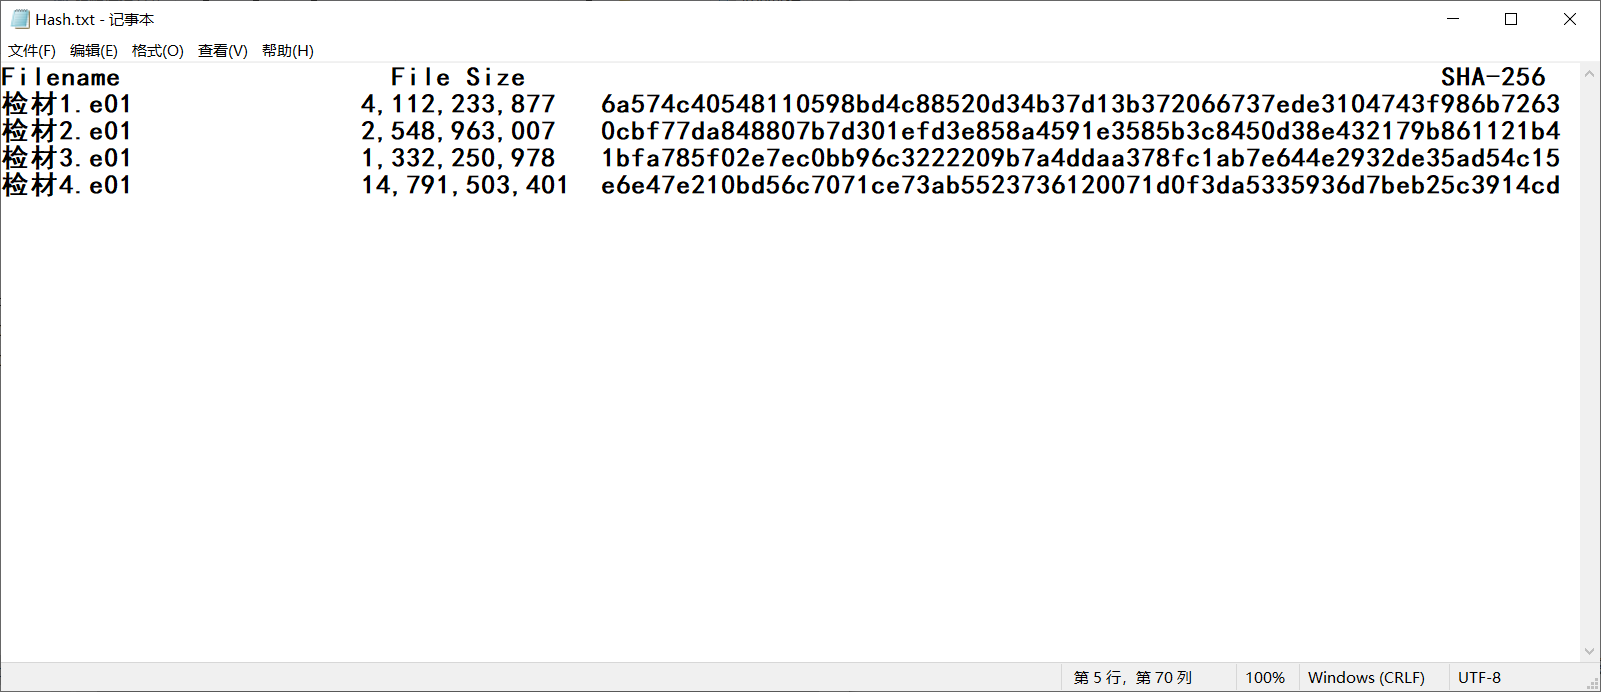 Hash.txt - 记事本
文件(F) 编辑(E) 格式(O) 查看(V) 帮助(H)
Filename File Size SHA-256
检材1.e01 4,112,233,877 6a574c40548110598bd4c88520d34b37d13b372066737ede3104743f986b7263
检材2.e01 2,548,963,007 0cbf77da848807b7d301efd3e858a4591e3585b3c8450d38e432179b861121b4
检材3.e01 1,332,250,978 1bfa785f02e7ec0bb96c3222209b7a4ddaa378fc1ab7e644e2932de35ad54c15
检材4.e01 14,791,503,401 e6e47e210bd56c7071ce73ab5523736120071d0f3da5335936d7beb25c3914cd
第 5 行，第 70 列 100% Windows (CRLF) UTF-8